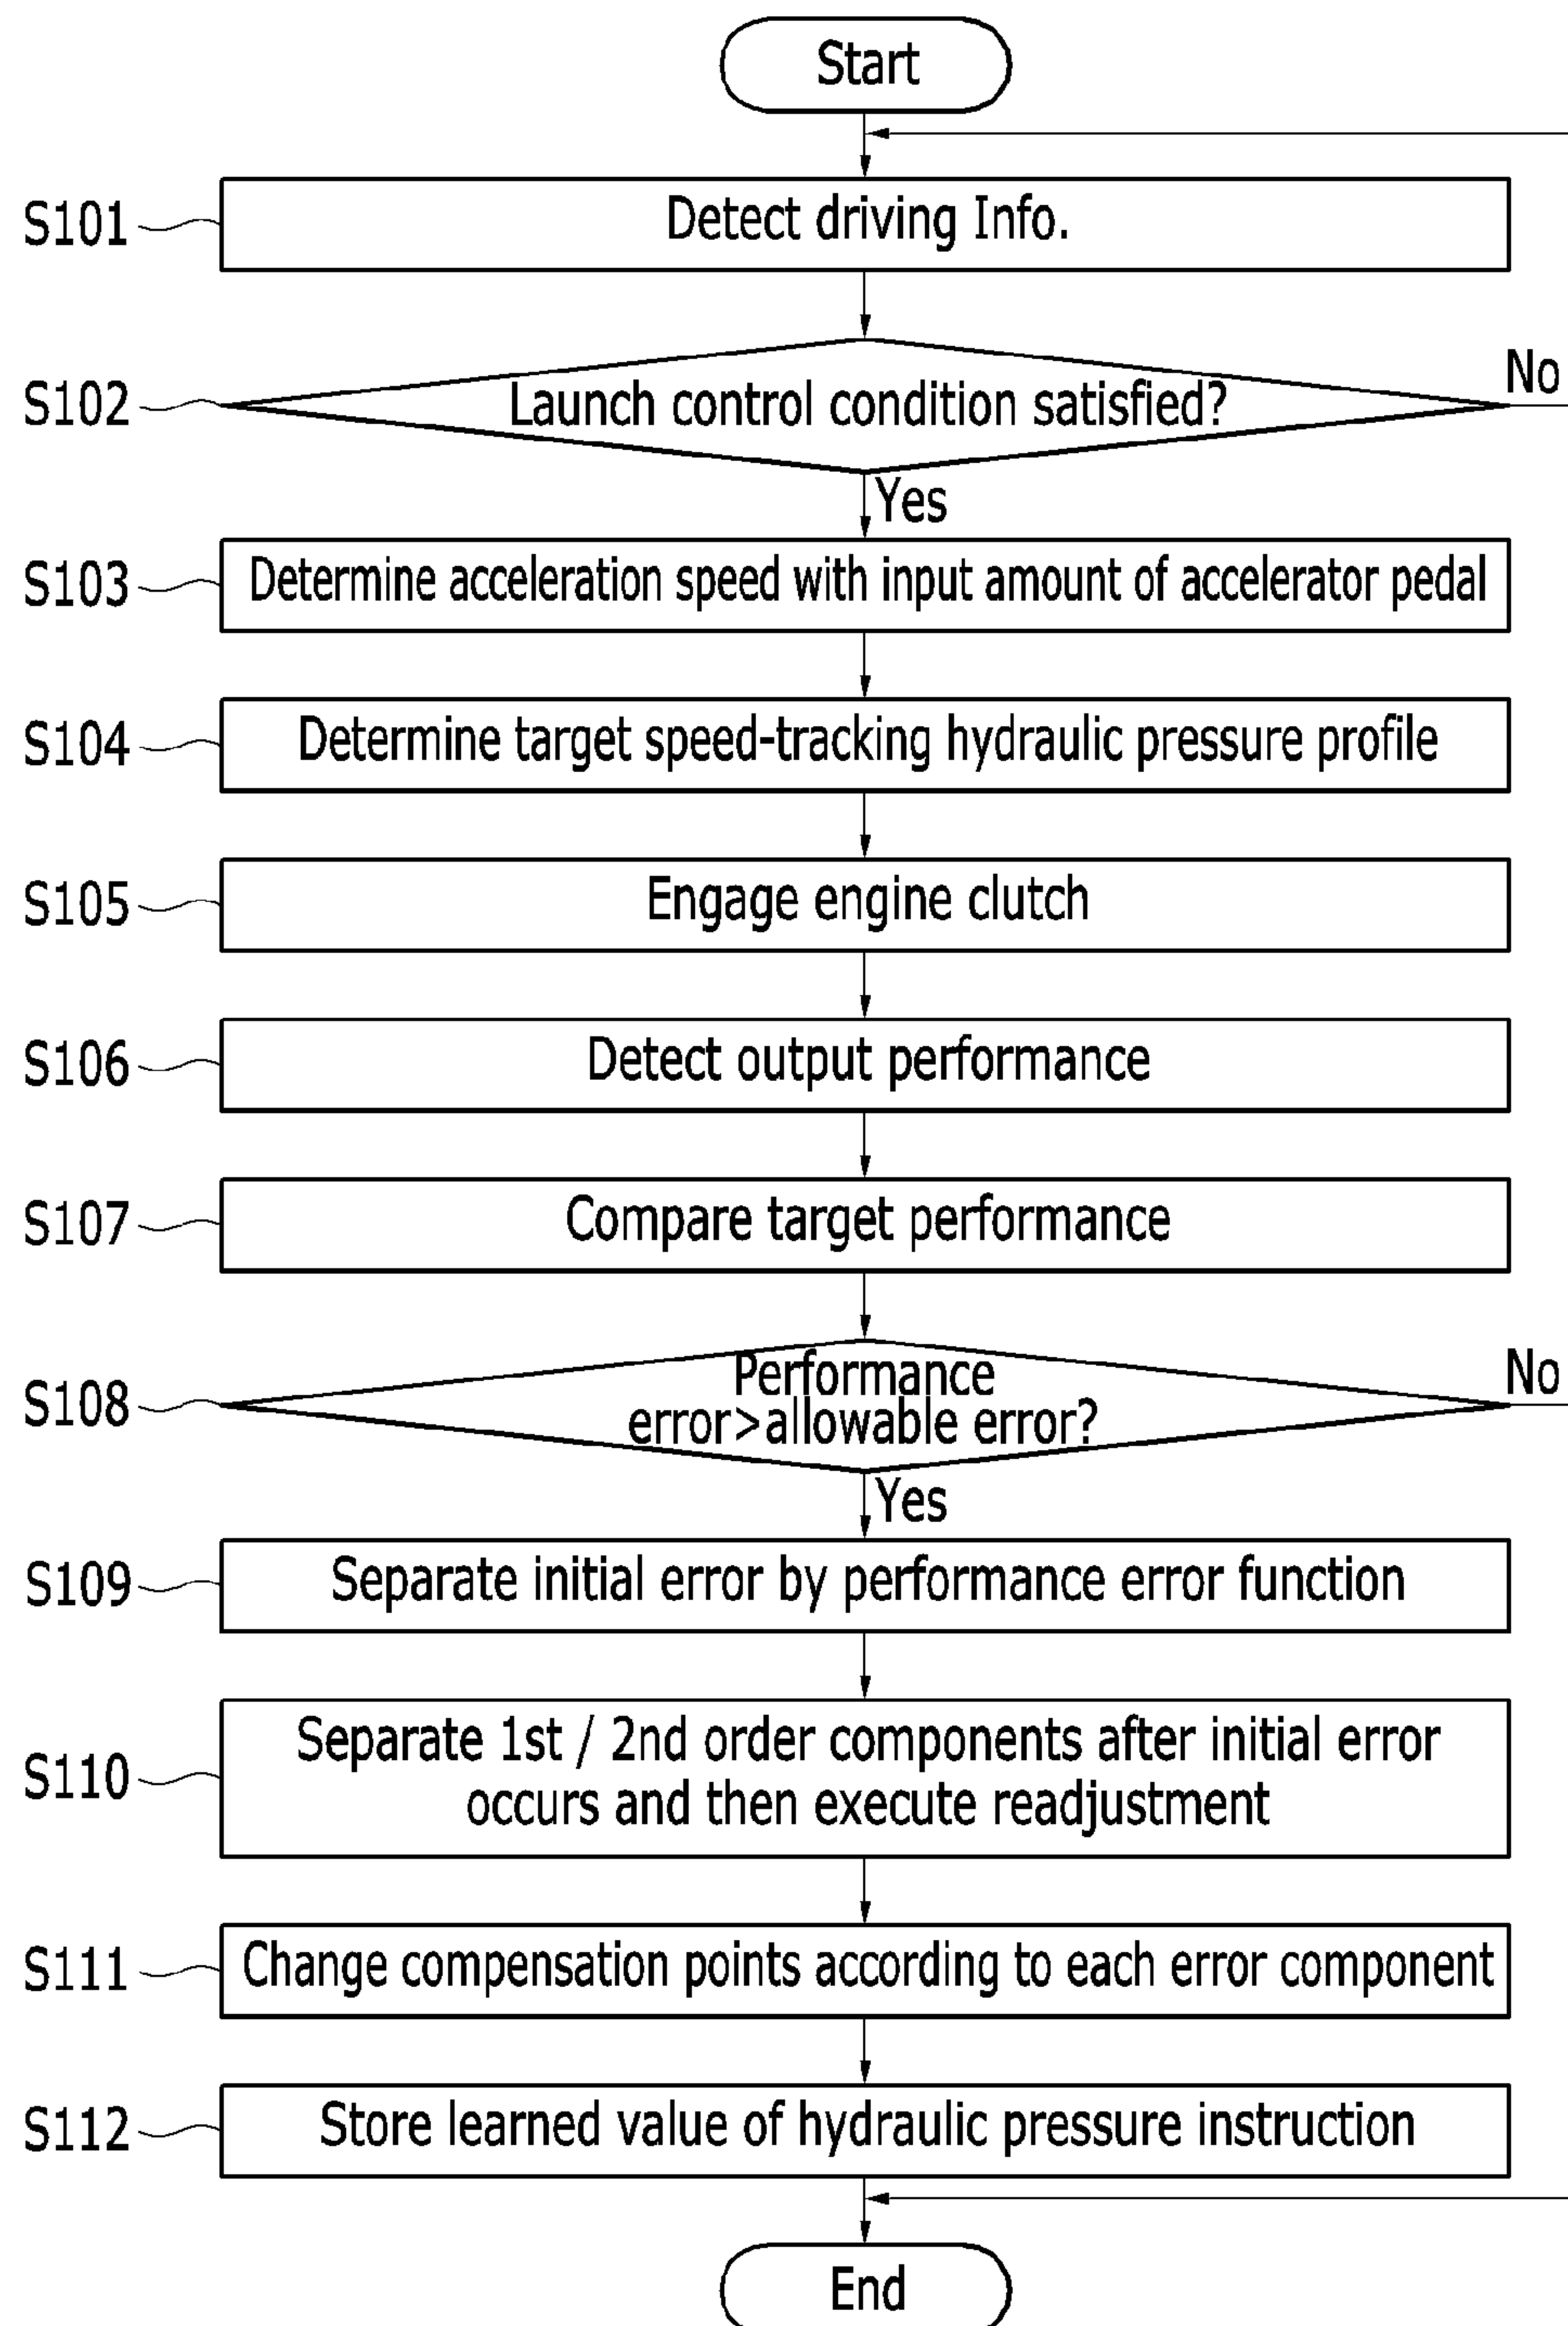 Start
S101
Detect driving Info.
S102
Launch control condition satisfied?
No
Yes
S103
Determine acceleration speed with input amount of accelerator pedal
S104
Determine target speed-tracking hydraulic pressure profile
S105
Engage engine clutch
S106
Detect output performance
S107
Compare target performance
S108
Performance
error>allowable error?
No
Yes
S109
Separate initial error by performance error function
S110
Separate 1st / 2nd order components after initial error
occurs and then execute readjustment
S111
Change compensation points according to each error component
S112
Store learned value of hydraulic pressure instruction
End